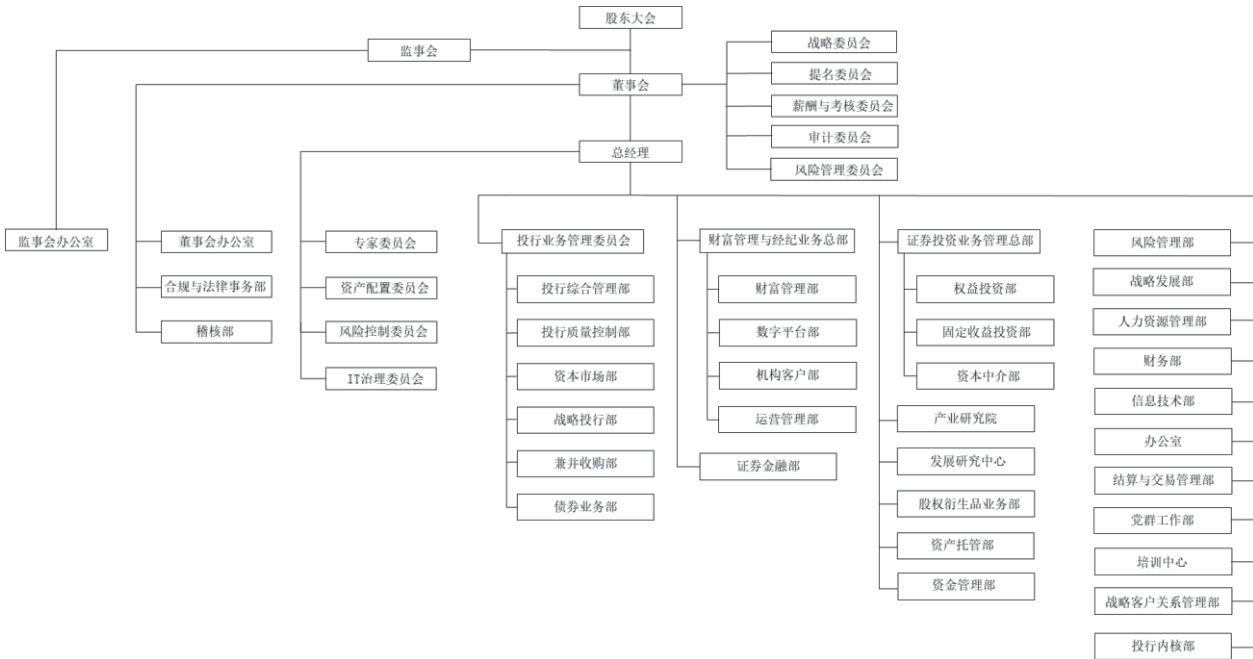 股东大会
监事会
董事会
战略委员会
提名委员会
薪酬与考核委员会
审计委员会
风险管理委员会
总经理
监事会办公室
董事会办公室
合规与法律事务部
稽核部
专家委员会
资产配置委员会
风险控制委员会
IT治理委员会
投行业务管理委员会
投行综合管理部
投行质量控制部
资本市场部
战略投行部
兼并收购部
债券业务部
财富管理与经纪业务总部
财富管理部
数字平台部
机构客户部
运营管理部
证券金融部
证券投资业务管理总部
权益投资部
固定收益投资部
资本中介部
产业研究院
发展研究中心
股权衍生品业务部
资产托管部
资金管理部
风险管理部
战略发展部
人力资源管理部
财务部
信息技术部
办公室
结算与交易管理部
党群工作部
培训中心
战略客户关系管理部
投行内核部